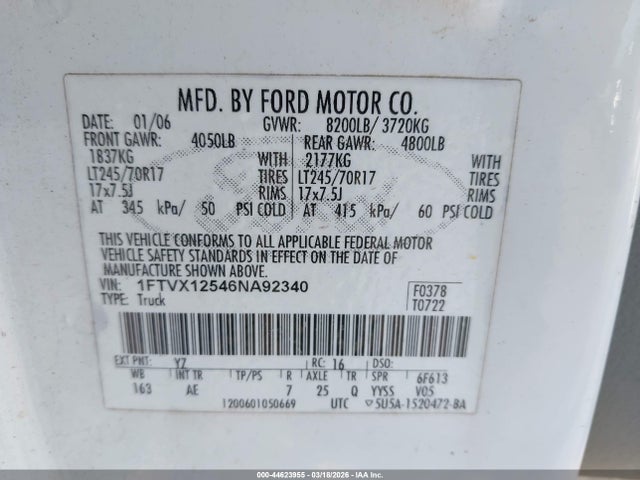 MFD. BY FORD MOTOR CO.
DATE: 01/06 GVWR: 8200LB/ 3720KG
FRONT GAWR: 4050LB REAR GAWR: 4800LB
1837KG WITH 2177KG WITH
LT245/70R17 TIRES LT245/70R17 TIRES
17x7.5J RIMS 17x7.5J RIMS
AT 345 kPa/ 50 PSI COLD AT 415 kPa/ 60 PSI COLD
THIS VEHICLE CONFORMS TO ALL APPLICABLE FEDERAL MOTOR
VEHICLE SAFETY STANDARDS IN EFFECT ON THE DATE OF
MANUFACTURE SHOWN ABOVE.
VIN: 1FTVX12546NA92340 F0378
TYPE: Truck T0722
EXT PNT: YZ RC: 16 DSO:
WB INT TR TP/PS R AXLE TR SPR 6F613
163 AE 7 25 Q YYSS V05
1200601050669 UTC ▽5U5A-1520472-BA
000-44623955 | 03/18/2026 - Copart, Inc. IAA, Inc.